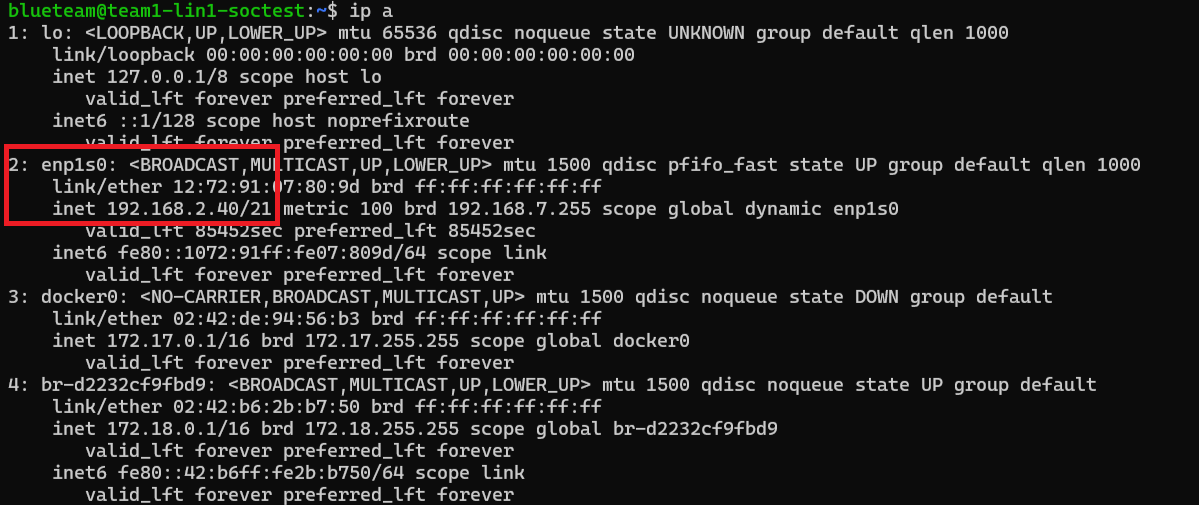 blueteam@team1-lin1-soctest:~$ ip a
1: lo: <LOOPBACK,UP,LOWER_UP> mtu 65536 qdisc noqueue state UNKNOWN group default qlen 1000
    link/loopback 00:00:00:00:00:00 brd 00:00:00:00:00:00
    inet 127.0.0.1/8 scope host lo
       valid_lft forever preferred_lft forever
    inet6 ::1/128 scope host noprefixroute
       valid_lft forever preferred_lft forever
2: enp1s0: <BROADCAST,MULTICAST,UP,LOWER_UP> mtu 1500 qdisc pfifo_fast state UP group default qlen 1000
    link/ether 12:72:91:07:80:9d brd ff:ff:ff:ff:ff:ff
    inet 192.168.2.40/21 metric 100 brd 192.168.7.255 scope global dynamic enp1s0
       valid_lft 85452sec preferred_lft 85452sec
    inet6 fe80::1072:91ff:fe07:809d/64 scope link
       valid_lft forever preferred_lft forever
3: docker0: <NO-CARRIER,BROADCAST,MULTICAST,UP> mtu 1500 qdisc noqueue state DOWN group default
    link/ether 02:42:de:94:56:b3 brd ff:ff:ff:ff:ff:ff
    inet 172.17.0.1/16 brd 172.17.255.255 scope global docker0
       valid_lft forever preferred_lft forever
4: br-d2232cf9fbd9: <BROADCAST,MULTICAST,UP,LOWER_UP> mtu 1500 qdisc noqueue state UP group default
    link/ether 02:42:b6:2b:b7:50 brd ff:ff:ff:ff:ff:ff
    inet 172.18.0.1/16 brd 172.18.255.255 scope global br-d2232cf9fbd9
       valid_lft forever preferred_lft forever
    inet6 fe80::42:b6ff:fe2b:b750/64 scope link
       valid_lft forever preferred_lft forever